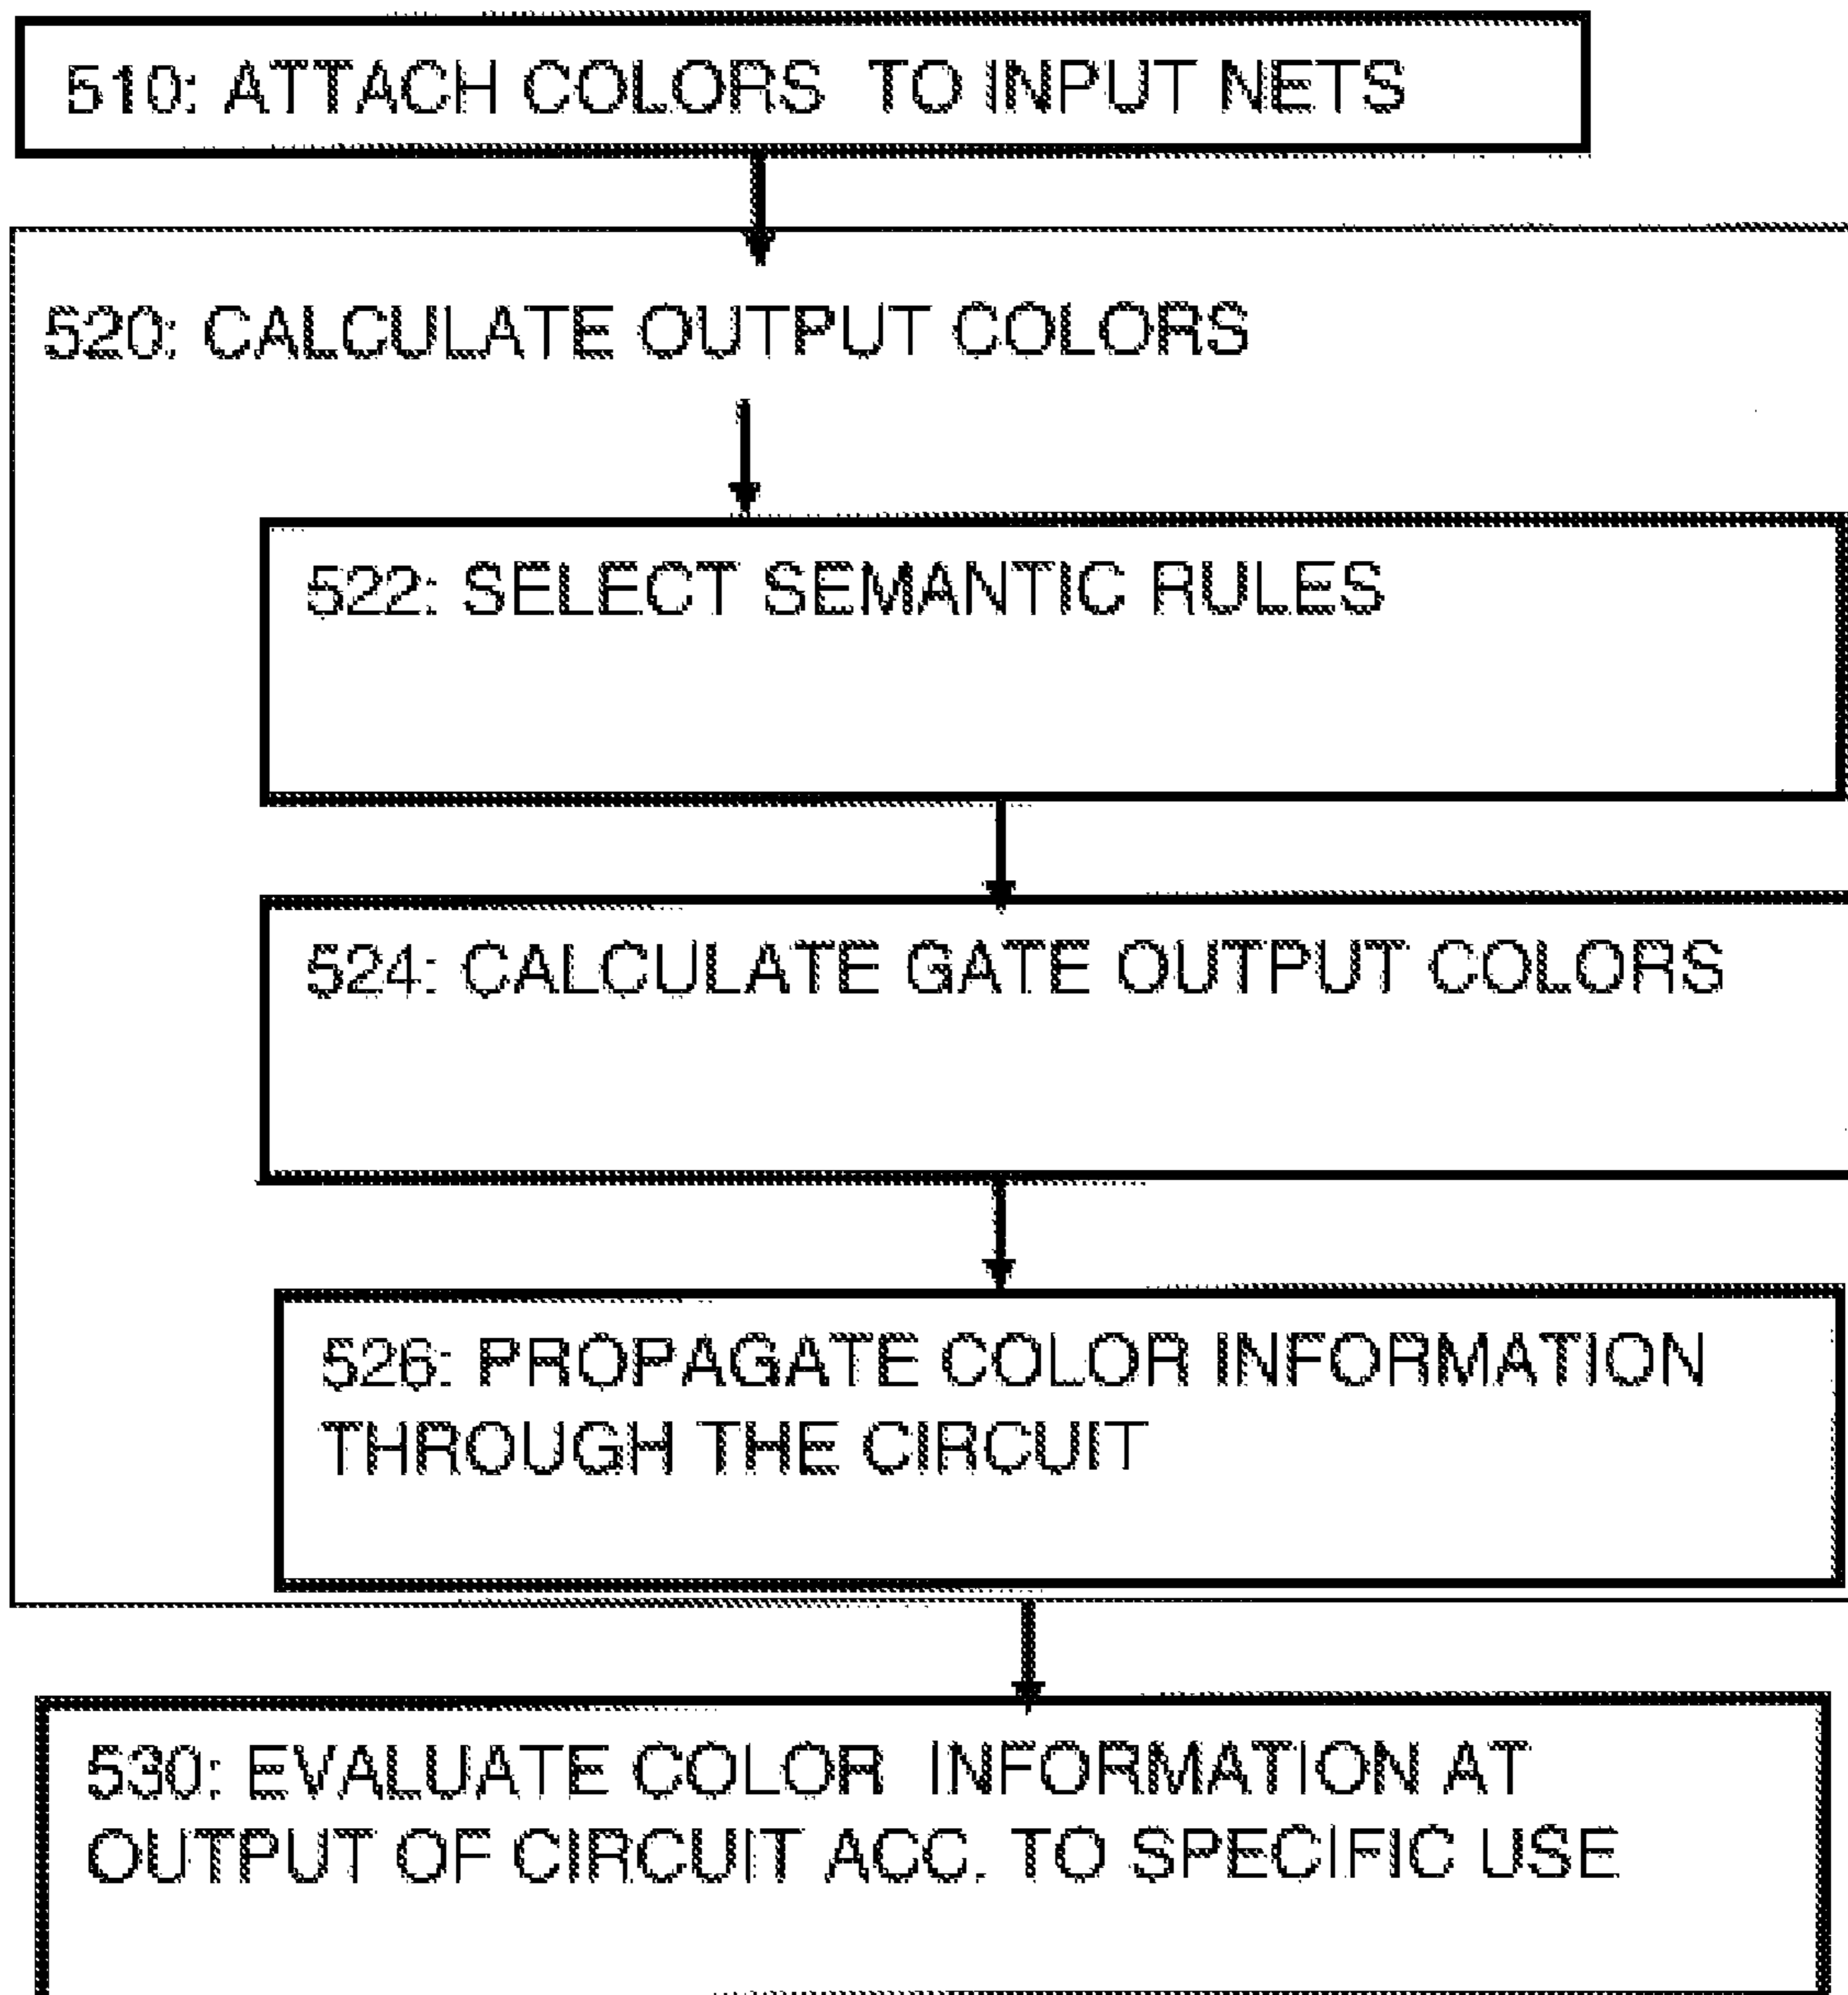 510: ATTACH COLORS TO INPUT NETS
520: CALCULATE OUTPUT COLORS
522: SELECT SEMANTIC RULES
524: CALCULATE GATE OUTPUT COLORS
526: PROPAGATE COLOR INFORMATION
THROUGH THE CIRCUIT
530: EVALUATE COLOR INFORMATION AT
OUTPUT OF CIRCUIT ACC. TO SPECIFIC USE